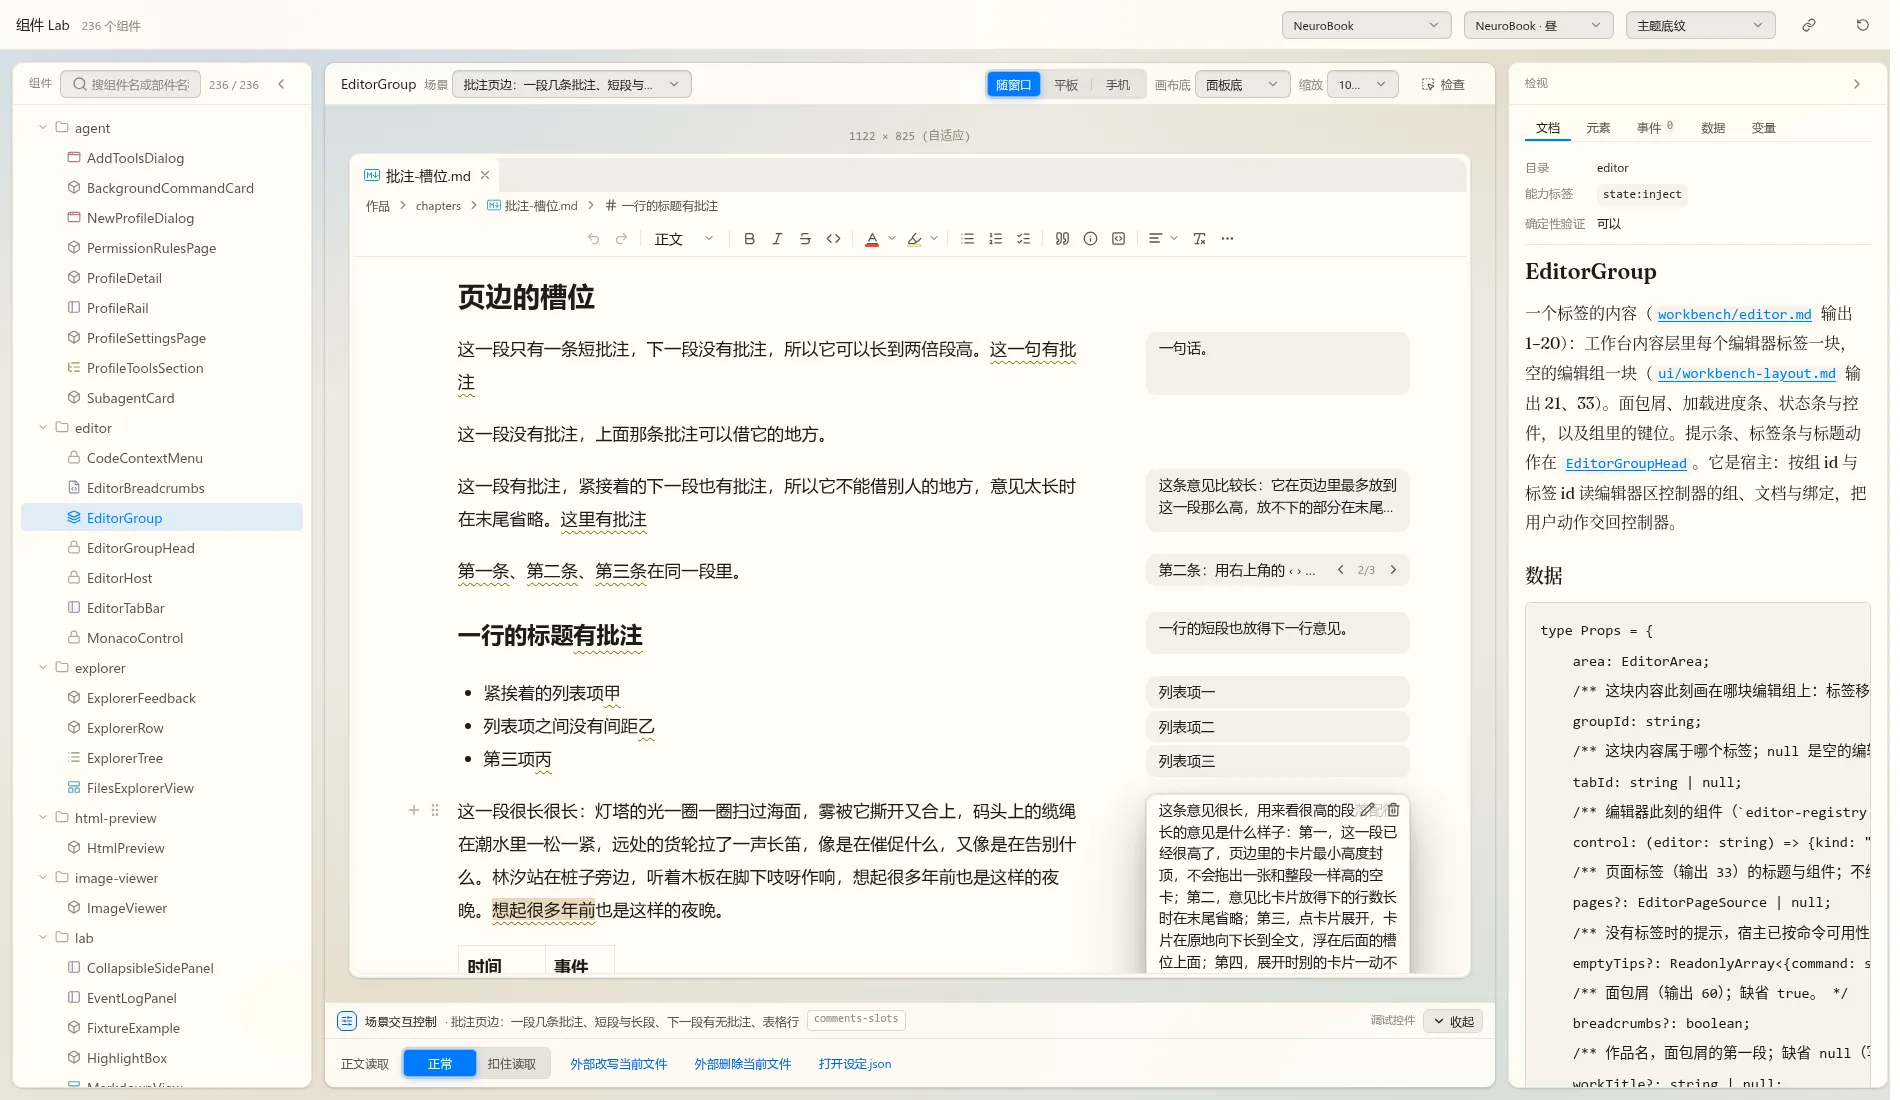 组件 Lab 236 个组件
NeuroBook
NeuroBook · 昼
主题底纹
组件
搜组件名或部件名
236 / 236
agent
AddToolsDialog
BackgroundCommandCard
NewProfileDialog
PermissionRulesPage
ProfileDetail
ProfileRail
ProfileSettingsPage
ProfileToolsSection
SubagentCard
editor
CodeContextMenu
EditorBreadcrumbs
EditorGroup
EditorGroupHead
EditorHost
EditorTabBar
MonacoControl
explorer
ExplorerFeedback
ExplorerRow
ExplorerTree
FilesExplorerView
html-preview
HtmlPreview
image-viewer
ImageViewer
lab
CollapsibleSidePanel
EventLogPanel
FixtureExample
HighlightBox
MarkdownView
EditorGroup 场景 批注页边：一段几条批注、短段与...
随窗口 平板 手机 画布底 面板底 缩放 10... 检查
1122 × 825 (自适应)
批注-槽位.md
作品 > chapters > 批注-槽位.md > # 一行的标题有批注
正文
页边的槽位
这一段只有一条短批注，下一段没有批注，所以它可以长到两倍段高。这一句有批
注
一句话。
这一段没有批注，上面那条批注可以借它的地方。
这一段有批注，紧接着的下一段也有批注，所以它不能借别人的地方，意见太长时
在末尾省略。这里有批注
这条意见比较长：它在页边里最多放到
这一段那么高，放不下的部分在末尾...
第一条、第二条、第三条在同一段里。
第二条：用右上角的 ‹ › ... 2/3
一行的标题有批注
一行的短段也放得下一行意见。
紧挨着的列表项甲
列表项一
列表项之间没有间距乙
列表项二
第三项丙
列表项三
这一段很长很长：灯塔的光一圈一圈扫过海面，雾被它撕开又合上，码头上的缆绳
在潮水里一松一紧，远处的货轮拉了一声长笛，像是在催促什么，又像是在告别什
么。林汐站在桩子旁边，听着木板在脚下吱呀作响，想起很多年前也是这样的夜
晚。想起很多年前也是这样的夜晚。
这条意见很长，用来看很高的段
长的意见是什么样子：第一，这一段已
经很高了，页边里的卡片最小高度封
顶，不会拖出一张和整段一样高的空
卡；第二，意见比卡片放得下的行数长
时在末尾省略；第三，点卡片展开，卡
片在原地向下长到全文，浮在后面的槽
位上面；第四，展开时别的卡片一动不
时间 事件
场景交互控制 · 批注页边：一段几条批注、短段与长段、下一段有无批注、表格行 comments-slots
调试控件 收起
正文读取 正常 扣住读取 外部改写当前文件 外部删除当前文件 打开设定.json
检视
文档 元素 事件 0 数据 变量
目录 editor
能力标签 state:inject
确定性验证 可以
EditorGroup
一个标签的内容（ workbench/editor.md 输出
1–20）：工作台内容层里每个编辑器标签一块，
空的编辑组一块（ ui/workbench-layout.md 输
出 21、33）。面包屑、加载进度条、状态条与控
件，以及组里的键位。提示条、标签条与标题动
作在 EditorGroupHead 。它是宿主：按组 id 与
标签 id 读编辑器区控制器的组、文档与绑定，把
用户动作交回控制器。
数据
type Props = {
area: EditorArea;
/** 这块内容此刻画在哪块编辑组上：标签移
groupId: string;
/** 这块内容属于哪个标签；null 是空的编辑
tabId: string | null;
/** 编辑器此刻的组件（`editor-registry
control: (editor: string) => {kind: "
/** 页面标签（输出 33）的标题与组件；不给
pages?: EditorPageSource | null;
/** 没有标签时的提示，宿主已按命令可用性
emptyTips?: ReadonlyArray<{command: s
/** 面包屑（输出 60）；缺省 true。 */
breadcrumbs?: boolean;
/** 作品名，面包屑的第一段；缺省 null（
workTitle?: string | null;